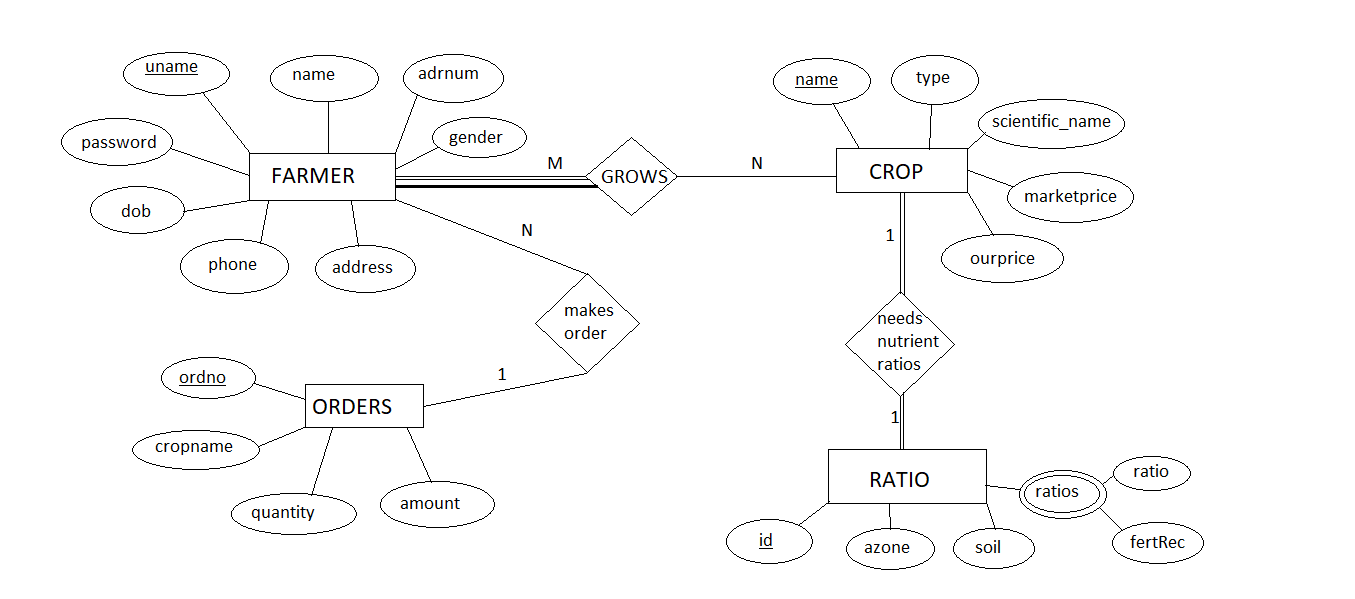 uname
name
adrnum
name
type
password
gender
scientific_name
FARMER
M
GROWS
N
CROP
dob
marketprice
phone
address
N
1
ourprice
makes
order
needs
nutrient
ratios
ordno
1
ORDERS
1
cropname
quantity
amount
RATIO
ratios
ratio
id
azone
soil
fertRec